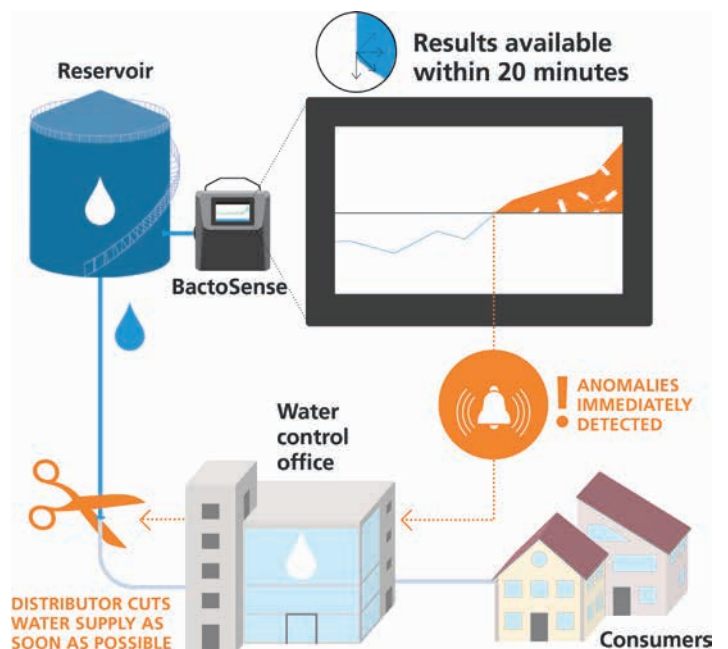 Results available
within 20 minutes
Reservoir
BactoSense
ANOMALIES
IMMEDIATELY
DETECTED
Water
control
office
DISTRIBUTOR CUTS
WATER SUPPLY AS
SOON AS POSSIBLE
Consumers